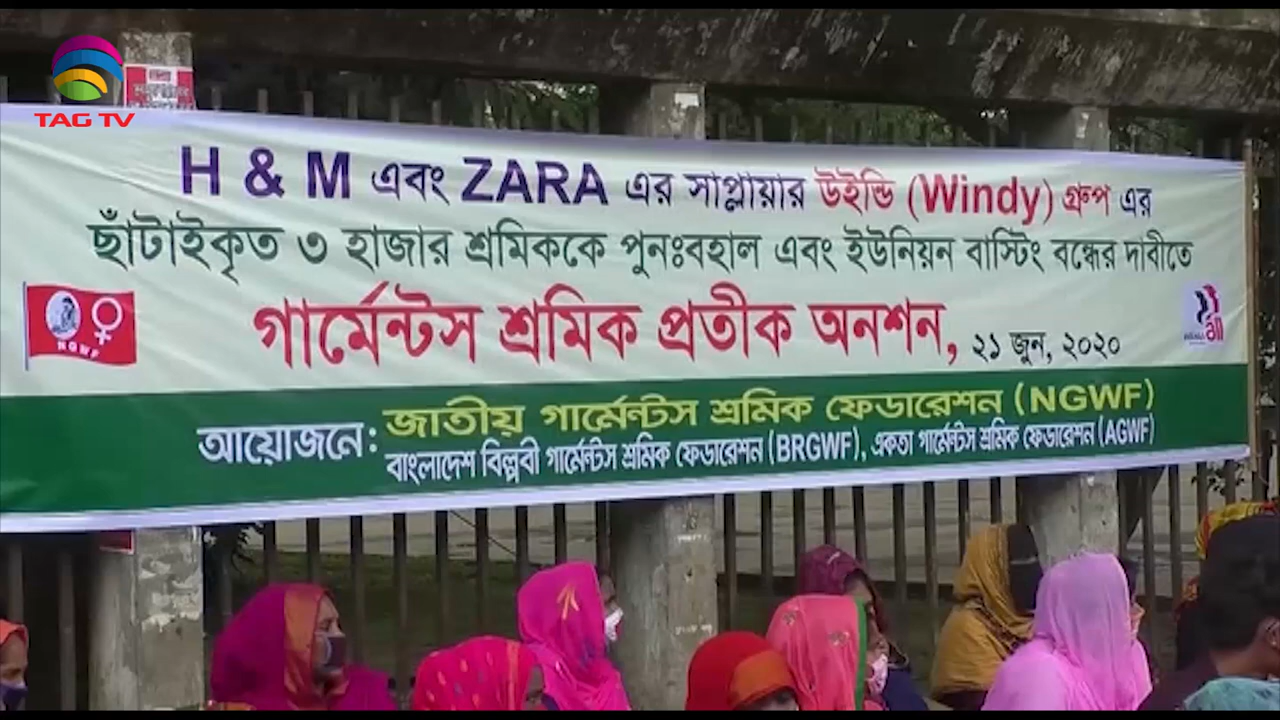 TAG TV
H & M এবং ZARA এর সাপ্লায়ার উইন্ডি (Windy) গ্রুপ এর
ছাঁটাইকৃত ৩ হাজার শ্রমিককে পুনঃবহাল এবং ইউনিয়ন বাস্টিং বন্ধের দাবীতে
গার্মেন্টস শ্রমিক প্রতীক অনশন, ২১ জুন, ২০২০
NGWF
all
আয়োজনে: জাতীয় গার্মেন্টস শ্রমিক ফেডারেশন (NGWF)
বাংলাদেশ বিল্পবী গার্মেন্টস শ্রমিক ফেডারেশন (BRGWF), একতা গার্মেন্টস শ্রমিক ফেডারেশন (AGWF)